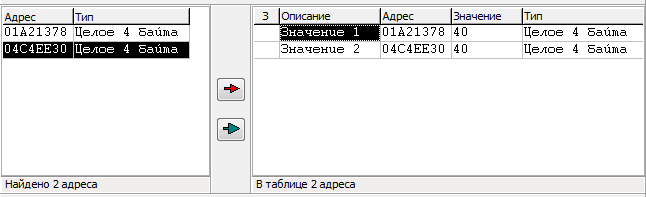 Адрес Тип
01A21378 Целое 4 байта
04C4EE30 Целое 4 байта
Найдено 2 адреса
З Описание Адрес Значение Тип
Значение 1 01A21378 40 Целое 4 байта
Значение 2 04C4EE30 40 Целое 4 байта
В таблице 2 адреса